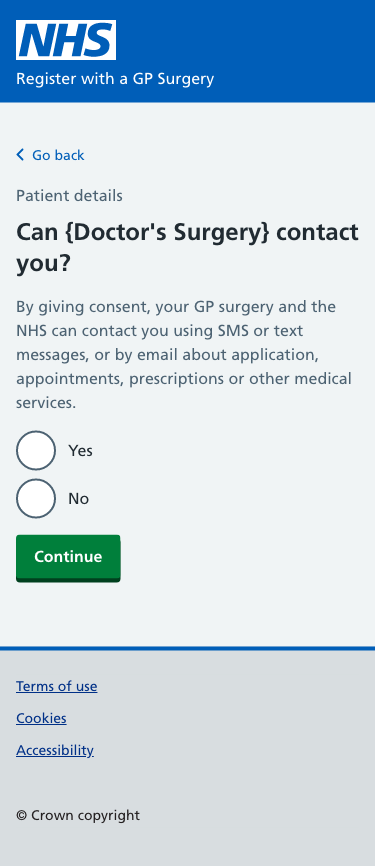 NHS
Register with a GP Surgery
Go back
Patient details
Can {Doctor's Surgery} contact
you?
By giving consent, your GP surgery and the
NHS can contact you using SMS or text
messages, or by email about application,
appointments, prescriptions or other medical
services.
Yes
No
Continue
Terms of use
Cookies
Accessibility
© Crown copyright